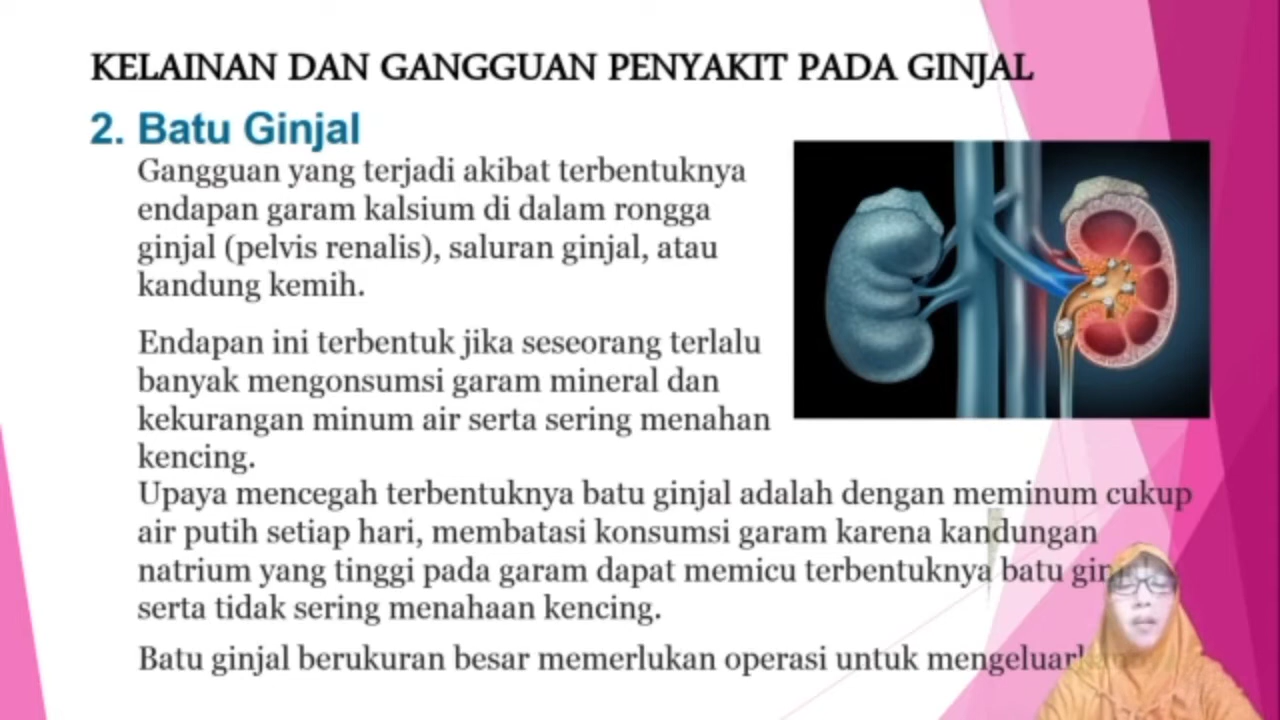 KELAINAN DAN GANGGUAN PENYAKIT PADA GINJAL
2. Batu Ginjal
Gangguan yang terjadi akibat terbentuknya
endapan garam kalsium di dalam rongga
ginjal (pelvis renalis), saluran ginjal, atau
kandung kemih.
Endapan ini terbentuk jika seseorang terlalu
banyak mengonsumsi garam mineral dan
kekurangan minum air serta sering menahan
kencing.
Upaya mencegah terbentuknya batu ginjal adalah dengan meminum cukup
air putih setiap hari, membatasi konsumsi garam karena kandungan
natrium yang tinggi pada garam dapat memicu terbentuknya batu
serta tidak sering menahaan kencing.
Batu ginjal berukuran besar memerlukan operasi untuk